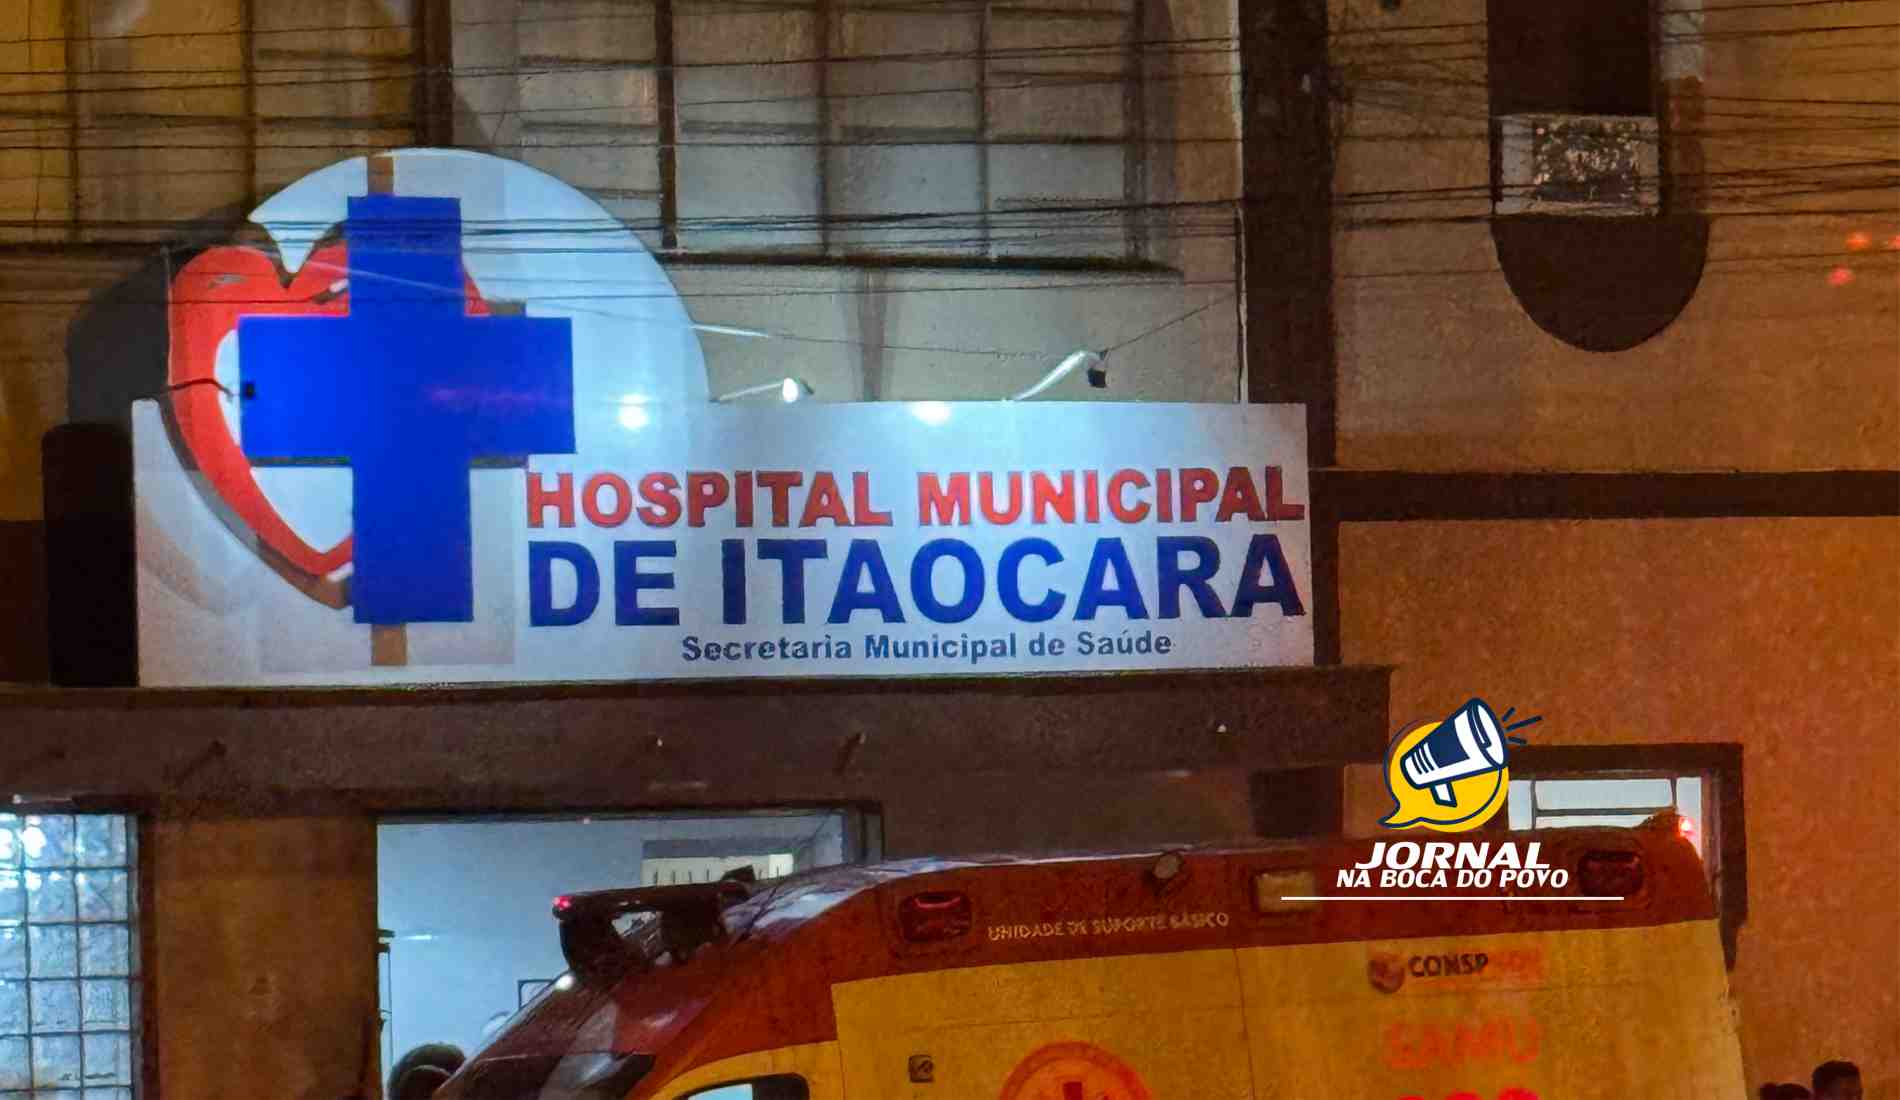 HOSPITAL MUNICIPAL
DE ITAOCARA
Secretaria Municipal de Saúde
JORNAL
NA BOCA DO POVO
UNIDADE DE SUPORTE BÁSICO
SAMU